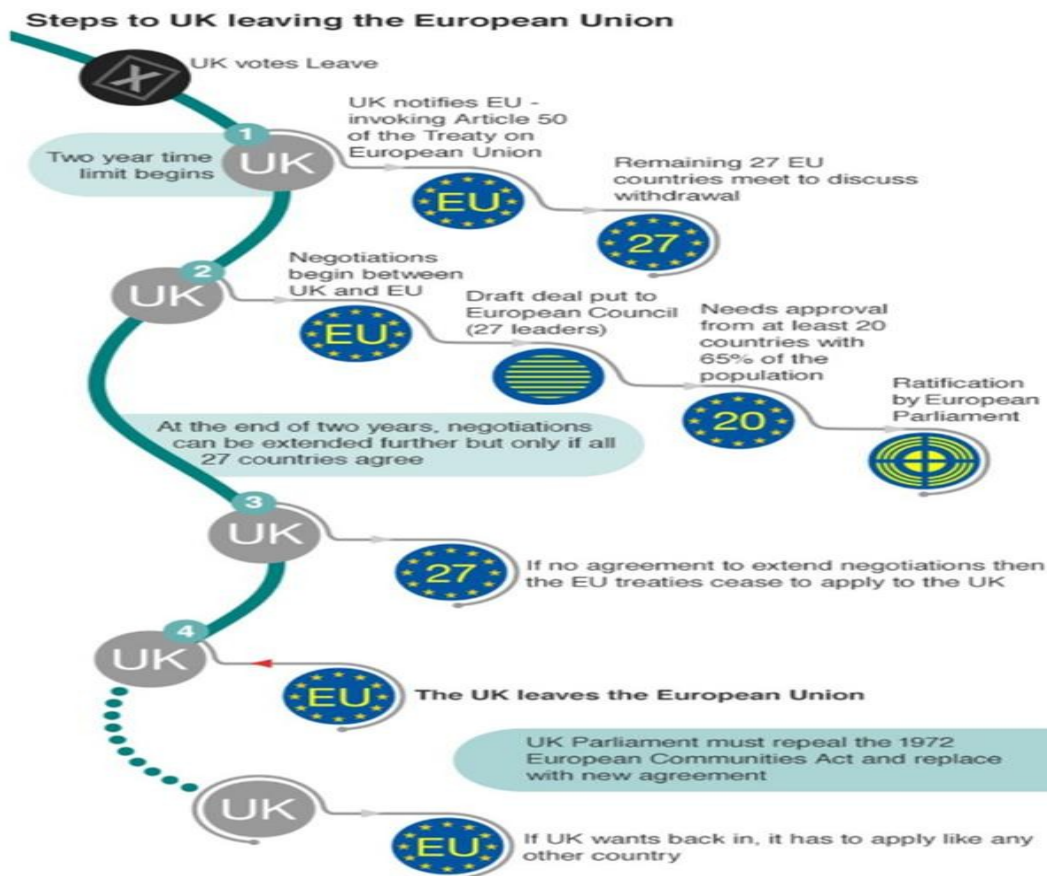 Steps to UK leaving the European Union
UK votes Leave
1
UK
Two year time
limit begins
UK notifies EU -
invoking Article 50
of the Treaty on
European Union
EU
Remaining 27 EU
countries meet to discuss
withdrawal
27
2
UK
Negotiations
begin between
UK and EU
EU
Draft deal put to
European Council
(27 leaders)
Needs approval
from at least 20
countries with
65% of the
population
20
Ratification
by European
Parliament
At the end of two years, negotiations
can be extended further but only if all
27 countries agree
3
UK
27
If no agreement to extend negotiations then
the EU treaties cease to apply to the UK
4
UK
EU
The UK leaves the European Union
UK Parliament must repeal the 1972
European Communities Act and replace
with new agreement
UK
EU
If UK wants back in, it has to apply like any
other country